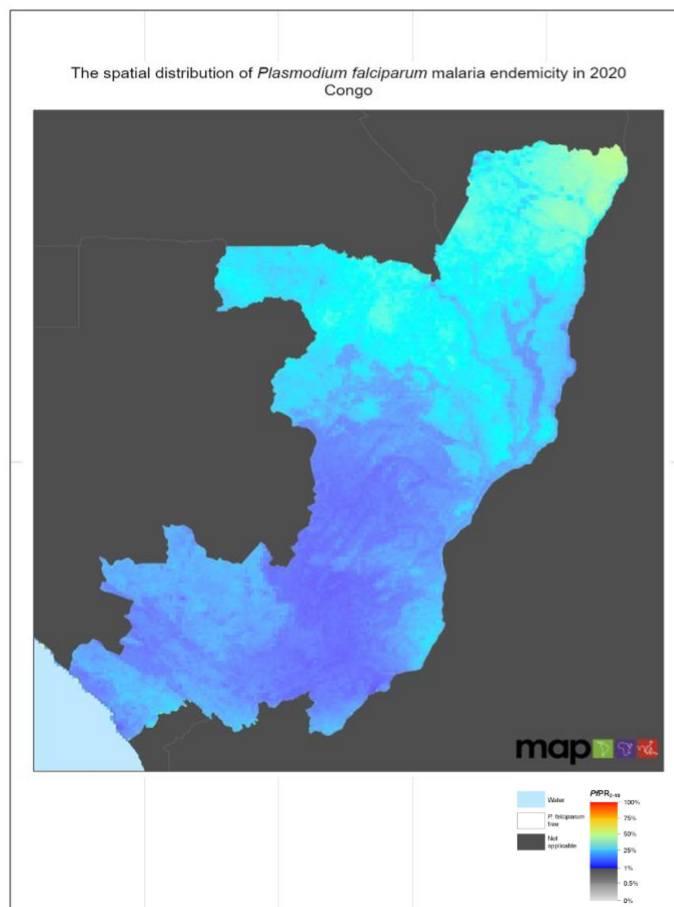 The spatial distribution of Plasmodium falciparum malaria endemicity in 2020
Congo
map
Water
P. falciparum
free
Not
applicable
PfPR2-10
100%
75%
50%
25%
1%
0.5%
0%